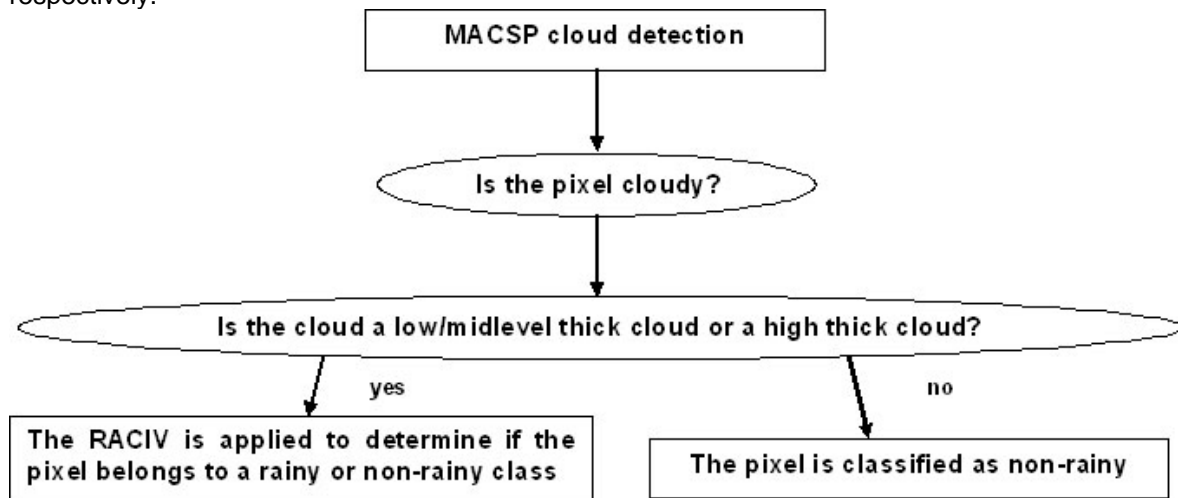 respectively.
MACSP cloud detection
Is the pixel cloudy?
Is the cloud a low/midlevel thick cloud or a high thick cloud?
yes
no
The RACIV is applied to determine if the
pixel belongs to a rainy or non-rainy class
The pixel is classified as non-rainy